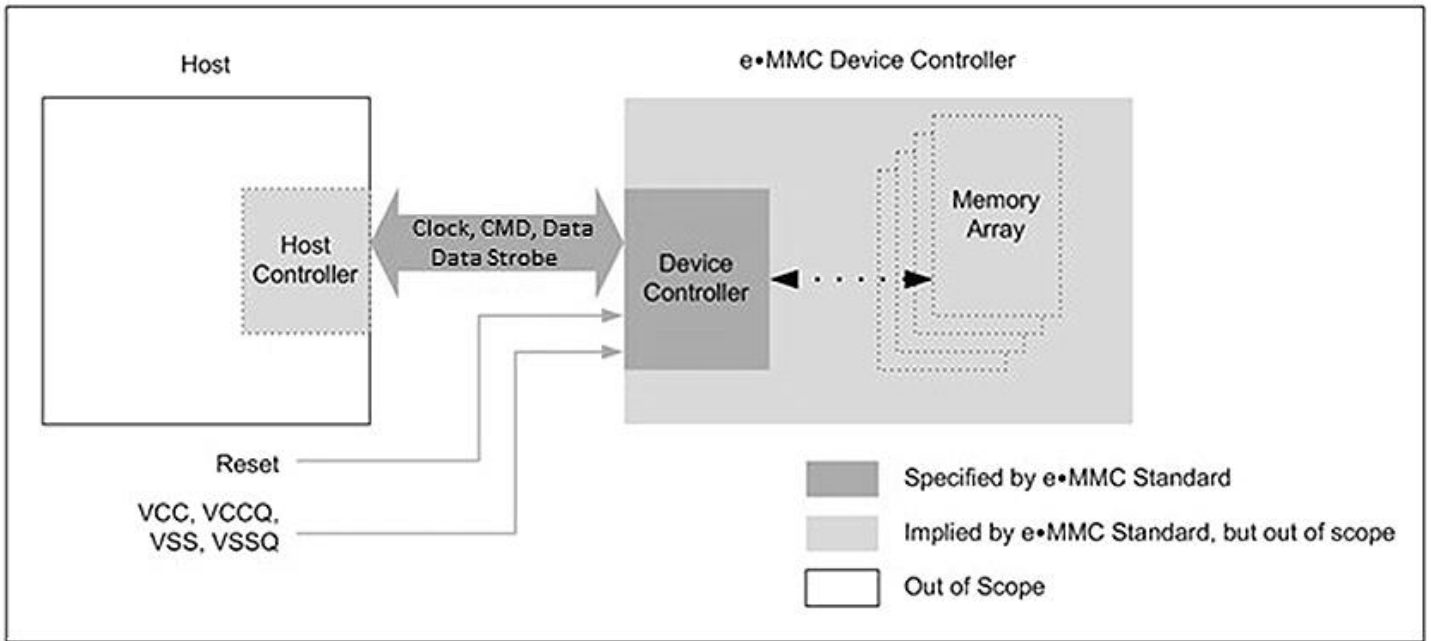 Host
e•MMC Device Controller
Host
Controller
Clock, CMD, Data
Data Strobe
Device
Controller
Memory
Array
Reset
VCC, VCCQ,
VSS, VSSQ
Specified by e•MMC Standard
Implied by e•MMC Standard, but out of scope
Out of Scope